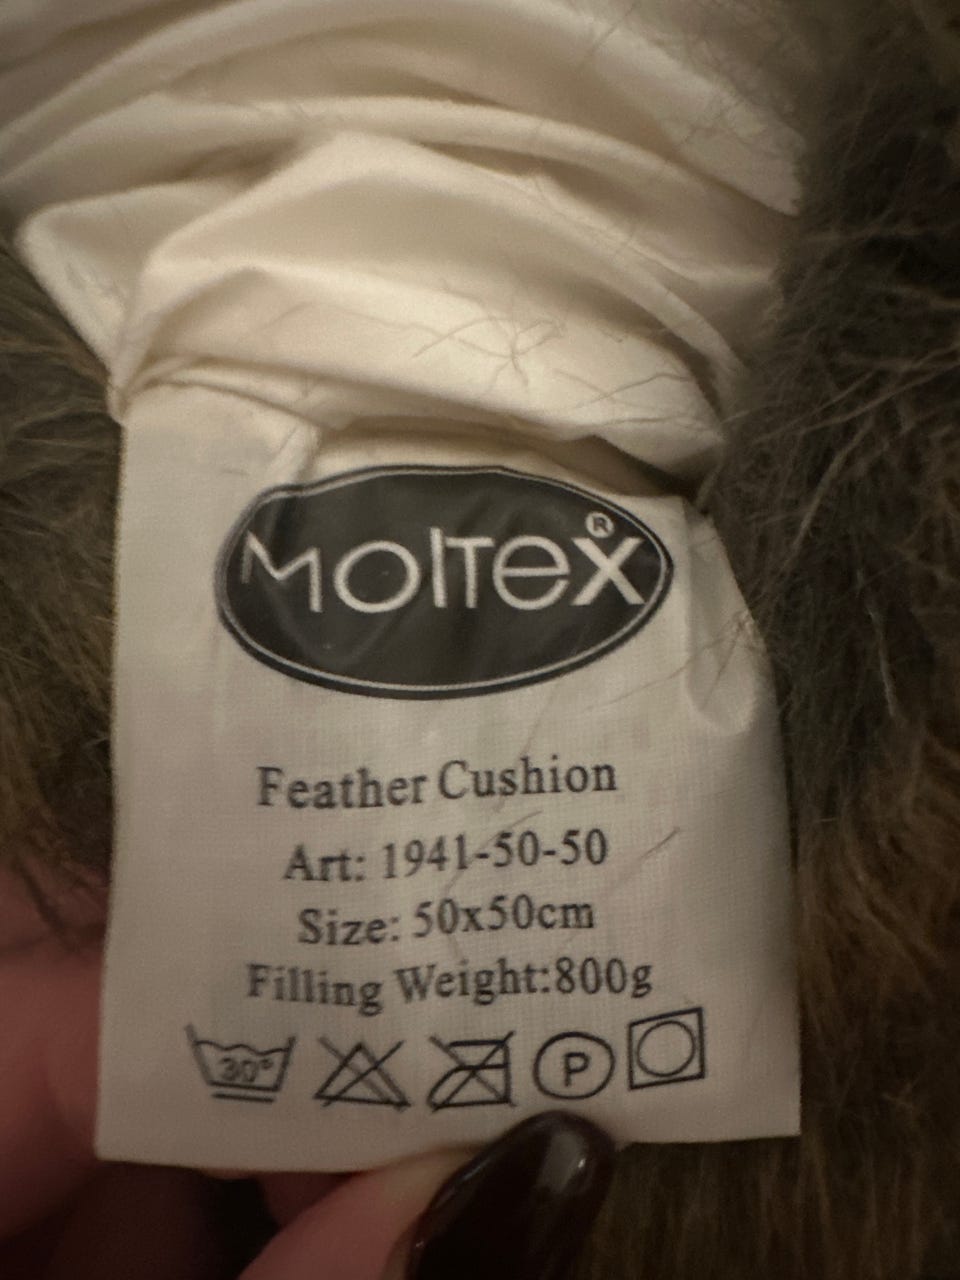 Moltex®
Feather Cushion
Art: 1941-50-50
Size: 50x50cm
Filling Weight:800g
30° P